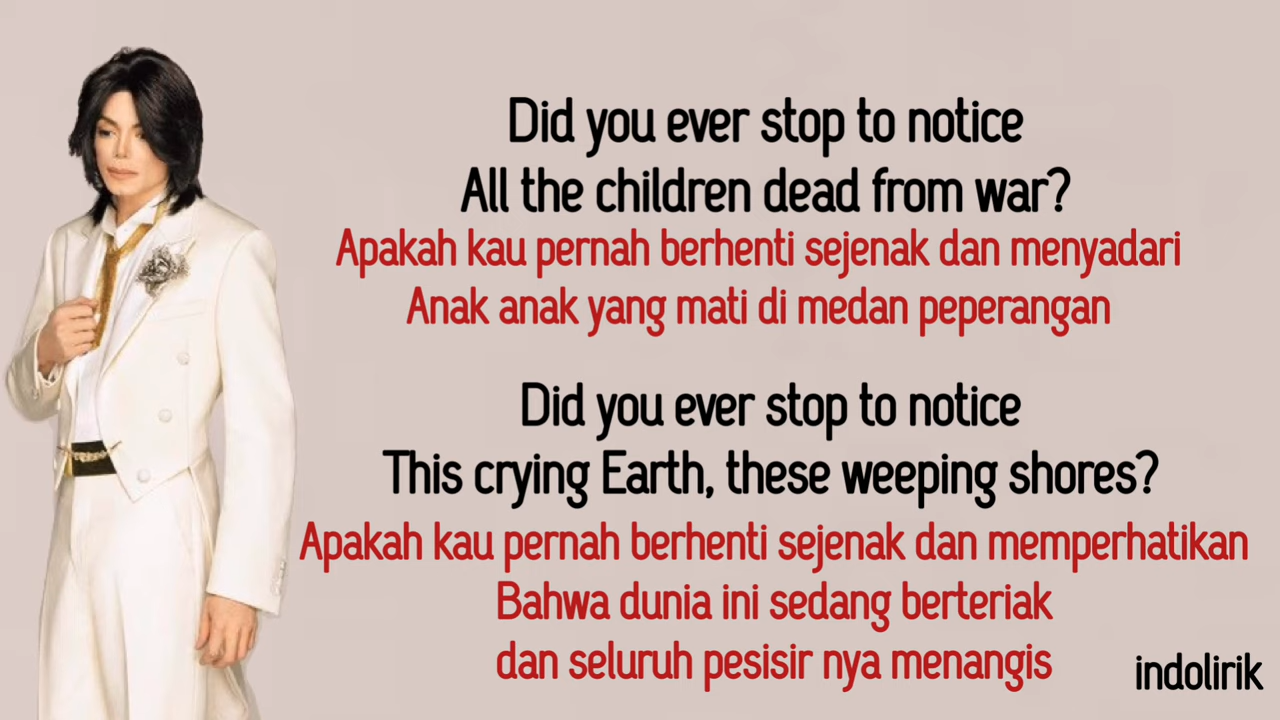 Did you ever stop to notice
All the children dead from war?
Apakah kau pernah berhenti sejenak dan menyadari
Anak anak yang mati di medan peperangan
Did you ever stop to notice
This crying Earth, these weeping shores?
Apakah kau pernah berhenti sejenak dan memperhatikan
Bahwa dunia ini sedang berteriak
dan seluruh pesisir nya menangis
indolirik